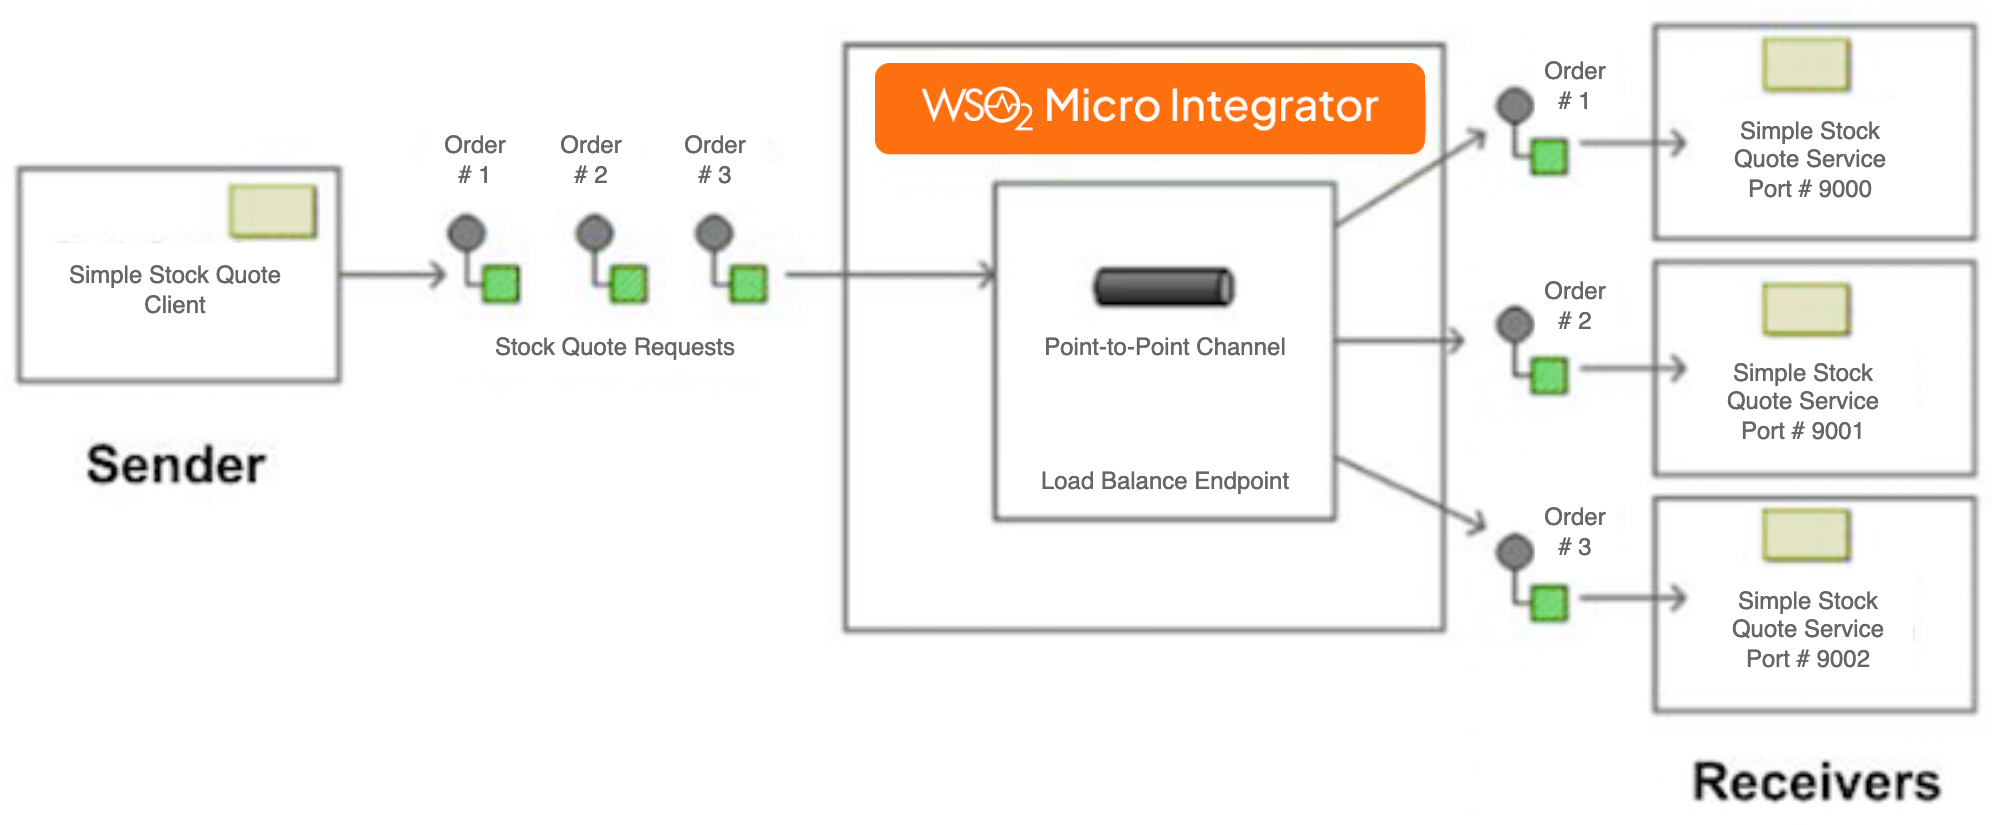 Simple Stock Quote
Client
Sender
Order
# 1
Order
# 2
Order
# 3
Stock Quote Requests
WSO2 Micro Integrator
Point-to-Point Channel
Load Balance Endpoint
Order
# 1
Simple Stock
Quote Service
Port # 9000
Order
# 2
Simple Stock
Quote Service
Port # 9001
Order
# 3
Simple Stock
Quote Service
Port # 9002
Receivers